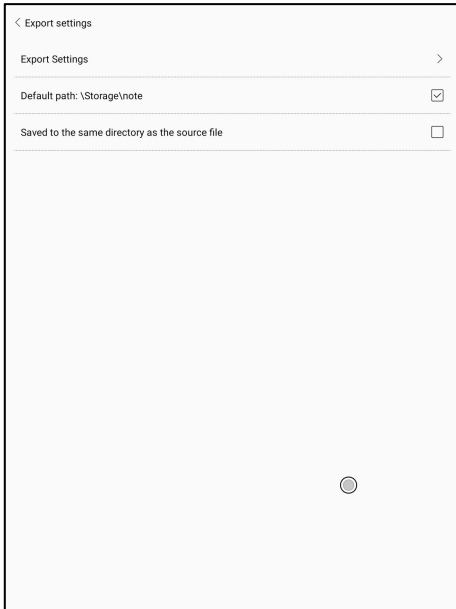 Export settings
Export Settings
Default path: \Storage\note
Saved to the same directory as the source file